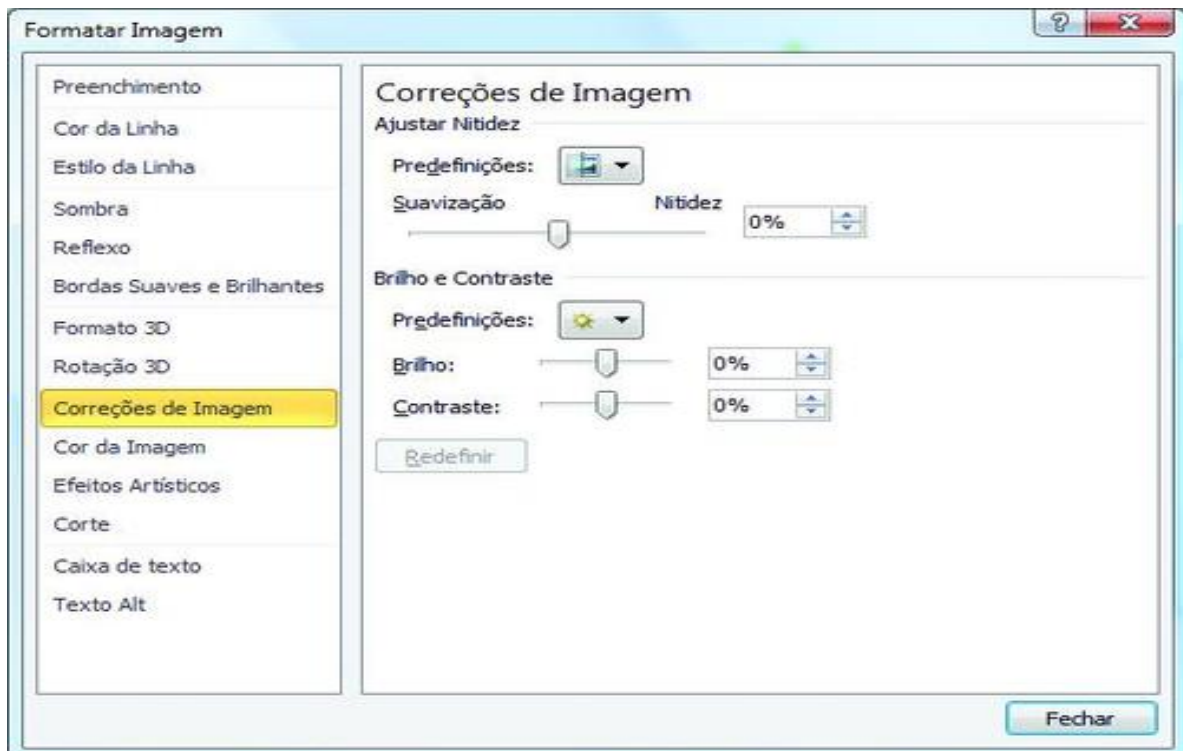 Formatar Imagem
Preenchimento
Cor da Linha
Estilo da Linha
Sombra
Reflexo
Bordas Suaves e Brilhantes
Formato 3D
Rotação 3D
Correções de Imagem
Cor da Imagem
Efeitos Artísticos
Corte
Caixa de texto
Texto Alt
Correções de Imagem
Ajustar Nitidez
Predefinições:
Suavização Nitidez
0%
Brilho e Contraste
Predefinições:
Brilho: 0%
Contraste: 0%
Redefinir
Fechar